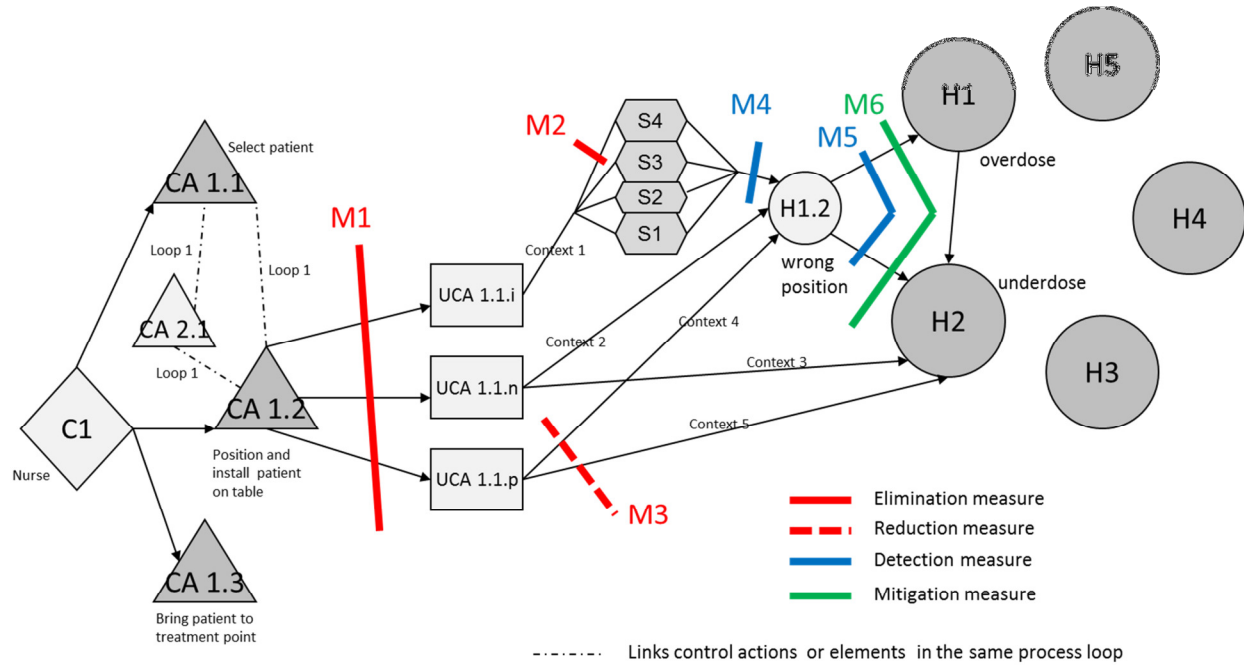 H5
H1
M6
M4
M5
M2
S4
S3
S2
S1
Select patient
CA 1.1
overdose
H4
H1.2
M1
Loop 1
Loop 1
Context 1
wrong
position
UCA 1.1.i
underdose
CA 2.1
H2
Context 4
Context 2
Loop 1
Context 3
H3
UCA 1.1.n
CA 1.2
C1
Context 5
Nurse
Position and
install patient
on table
UCA 1.1.p
M3
Elimination measure
Reduction measure
Detection measure
Mitigation measure
CA 1.3
Bring patient to
treatment point
Links control actions or elements in the same process loop